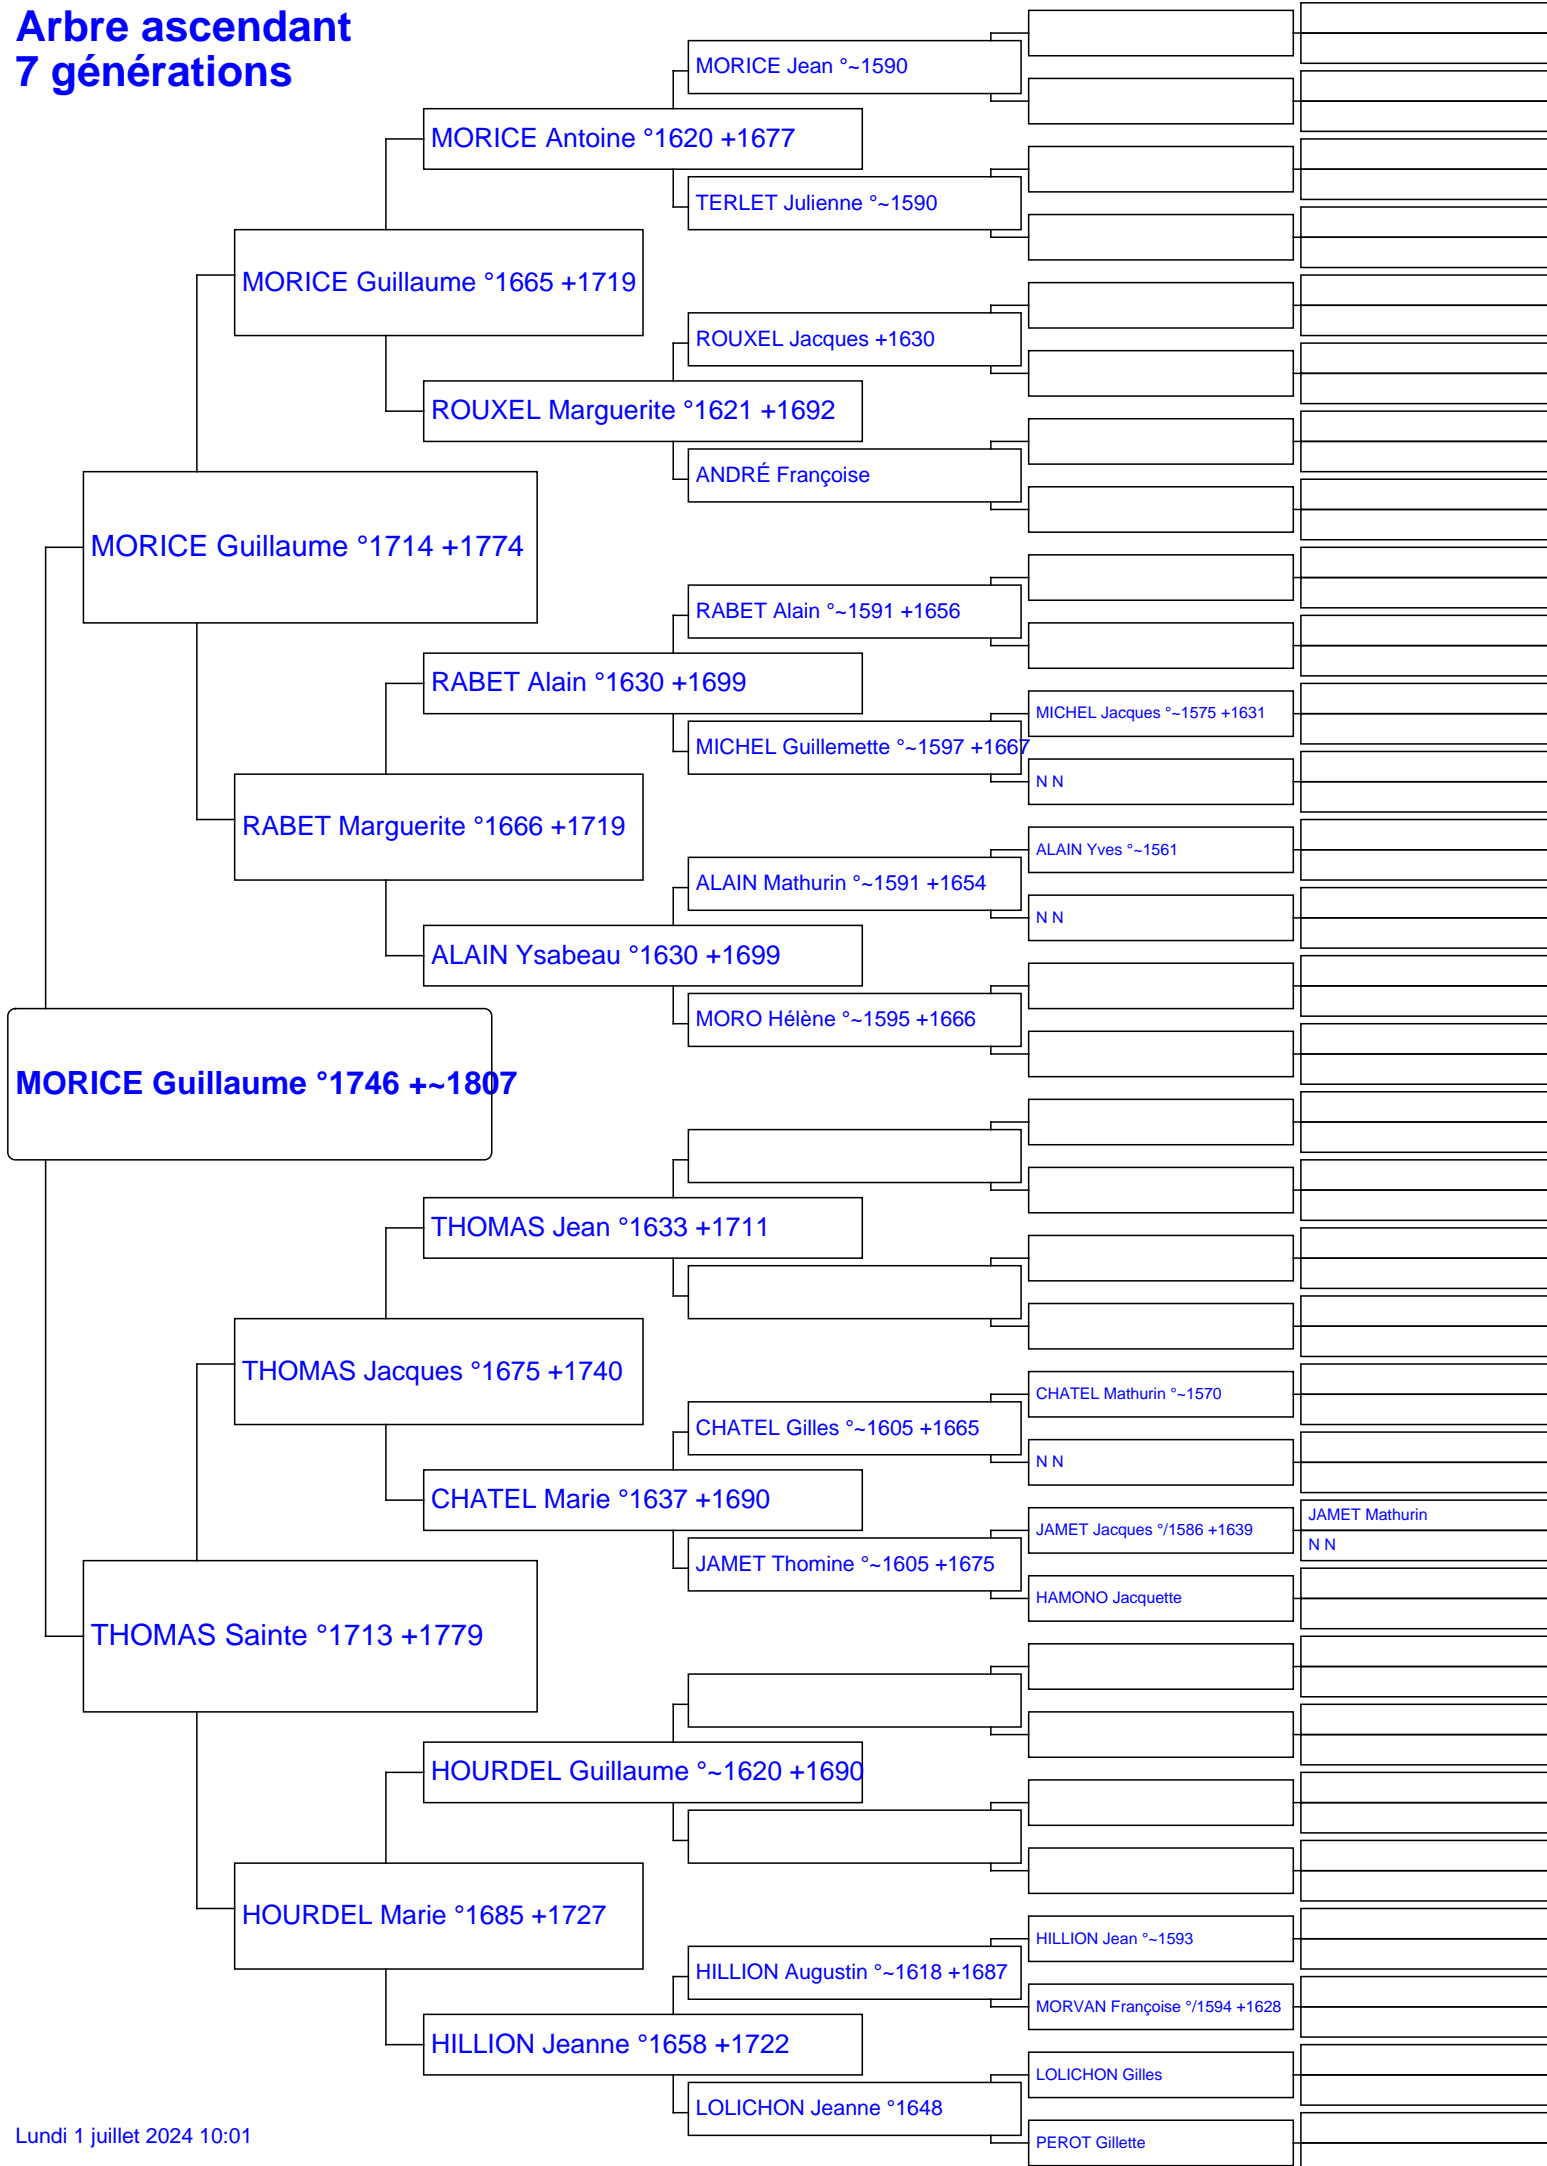 Arbre ascendant
7 générations
MORICE Jean °~1590
MORICE Antoine °1620 +1677
TERLET Julienne °~1590
MORICE Guillaume °1665 +1719
ROUXEL Jacques +1630
ROUXEL Marguerite °1621 +1692
ANDRÉ Françoise
MORICE Guillaume °1714 +1774
RABET Alain °~1591 +1656
RABET Alain °1630 +1699
MICHEL Jacques °~1575 +1631
MICHEL Guillemette °~1597 +1667
N N
RABET Marguerite °1666 +1719
ALAIN Yves °~1561
ALAIN Mathurin °~1591 +1654
N N
ALAIN Ysabeau °1630 +1699
MORO Hélène °~1595 +1666
MORICE Guillaume °1746 +~1807
THOMAS Jean °1633 +1711
THOMAS Jacques °1675 +1740
CHATEL Mathurin °~1570
CHATEL Gilles °~1605 +1665
N N
CHATEL Marie °1637 +1690
JAMET Mathurin
JAMET Jacques °/1586 +1639
N N
JAMET Thomine °~1605 +1675
HAMONO Jacquette
THOMAS Sainte °1713 +1779
HOURDEL Guillaume °~1620 +1690
HOURDEL Marie °1685 +1727
HILLION Jean °~1593
HILLION Augustin °~1618 +1687
MORVAN Françoise °/1594 +1628
HILLION Jeanne °1658 +1722
LOLICHON Gilles
LOLICHON Jeanne °1648
PEROT Gillette
Lundi 1 juillet 2024 10:01